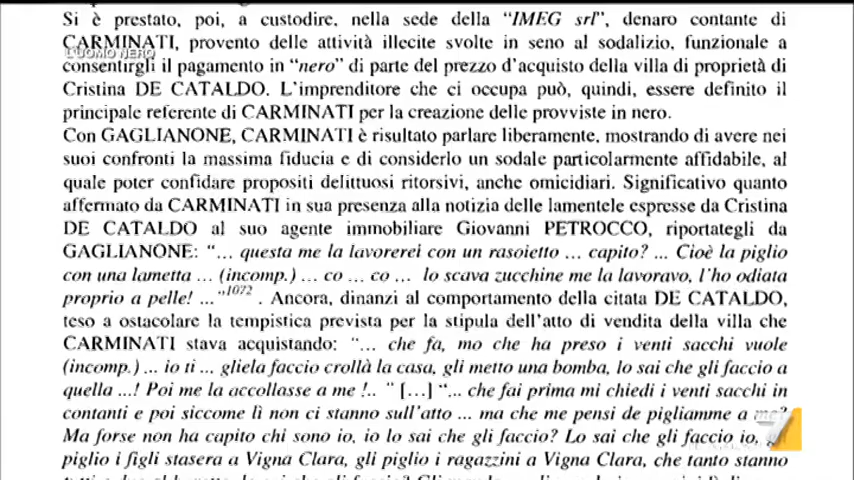 Si è prestato, poi, a custodire, nella sede della “IMEG srl”, denaro contante di
CARMINATI, provento delle attività illecite svolte in seno al sodalizio, funzionale a
L'UOMO NERO
consentirgli il pagamento in “nero” di parte del prezzo d’acquisto della villa di proprietà di
Cristina DE CATALDO. L’imprenditore che ci occupa può, quindi, essere definito il
principale referente di CARMINATI per la creazione delle provviste in nero.
Con GAGLIANONE, CARMINATI è risultato parlare liberamente, mostrando di avere nei
suoi confronti la massima fiducia e di considerlo un sodale particolarmente affidabile, al
quale poter confidare propositi delittuosi ritorsivi, anche omicidiari. Significativo quanto
affermato da CARMINATI in sua presenza alla notizia delle lamentele espresse da Cristina
DE CATALDO al suo agente immobiliare Giovanni PETROCCO, riportategli da
GAGLIANONE: “... questa me la lavorerei con un rasoietto ... capito? ... Cioè la piglio
con una lametta ... (incomp.) ... co ... co ... lo scava zucchine me la lavoravo, l’ho odiata
proprio a pelle! ...”1072 . Ancora, dinanzi al comportamento della citata DE CATALDO,
teso a ostacolare la tempistica prevista per la stipula dell’atto di vendita della villa che
CARMINATI stava acquistando: “... che fa, mo che ha preso i venti sacchi vuole
(incomp.) ... io ti ... gliela faccio crollà la casa, gli metto una bomba, lo sai che gli faccio a
quella ...! Poi me la accollasse a me !.. ” [...] “... che fai prima mi chiedi i venti sacchi in
contanti e poi siccome lì non ci stanno sull’atto ... ma che me pensi de pigliamme a me?
Ma forse non ha capito chi sono io, io lo sai che gli faccio? Lo sai che gli faccio io, gli
piglio i figli stasera a Vigna Clara, gli piglio i ragazzini a Vigna Clara, che tanto stanno